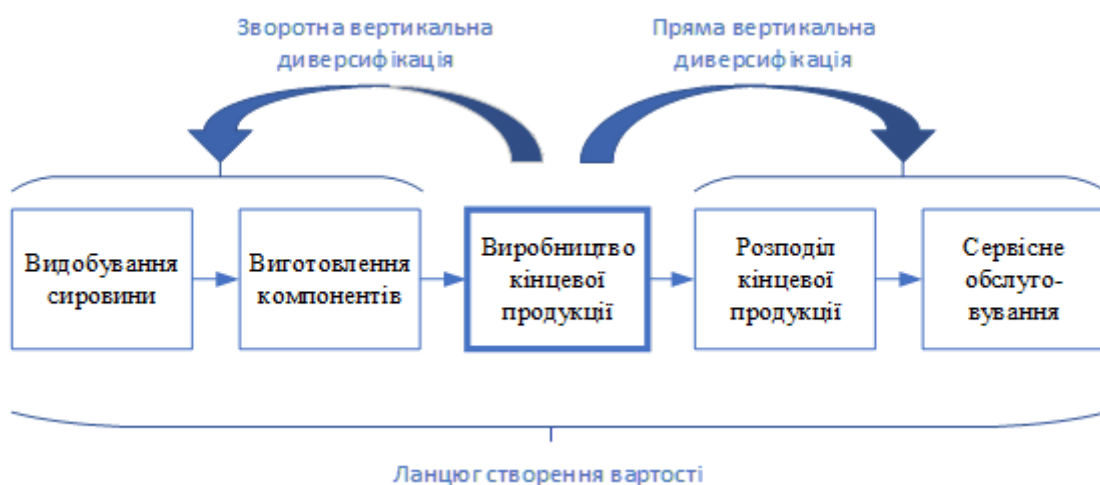 Зворотна вертикальна
диверсифікація
Пряма вертикальна
диверсифікація
Видобування
сировини
Виготовлення
компонентів
Виробництво
кінцевої
продукції
Розподіл
кінцевої
продукції
Сервісне
обслуго-
вування
Ланцюг створення вартості